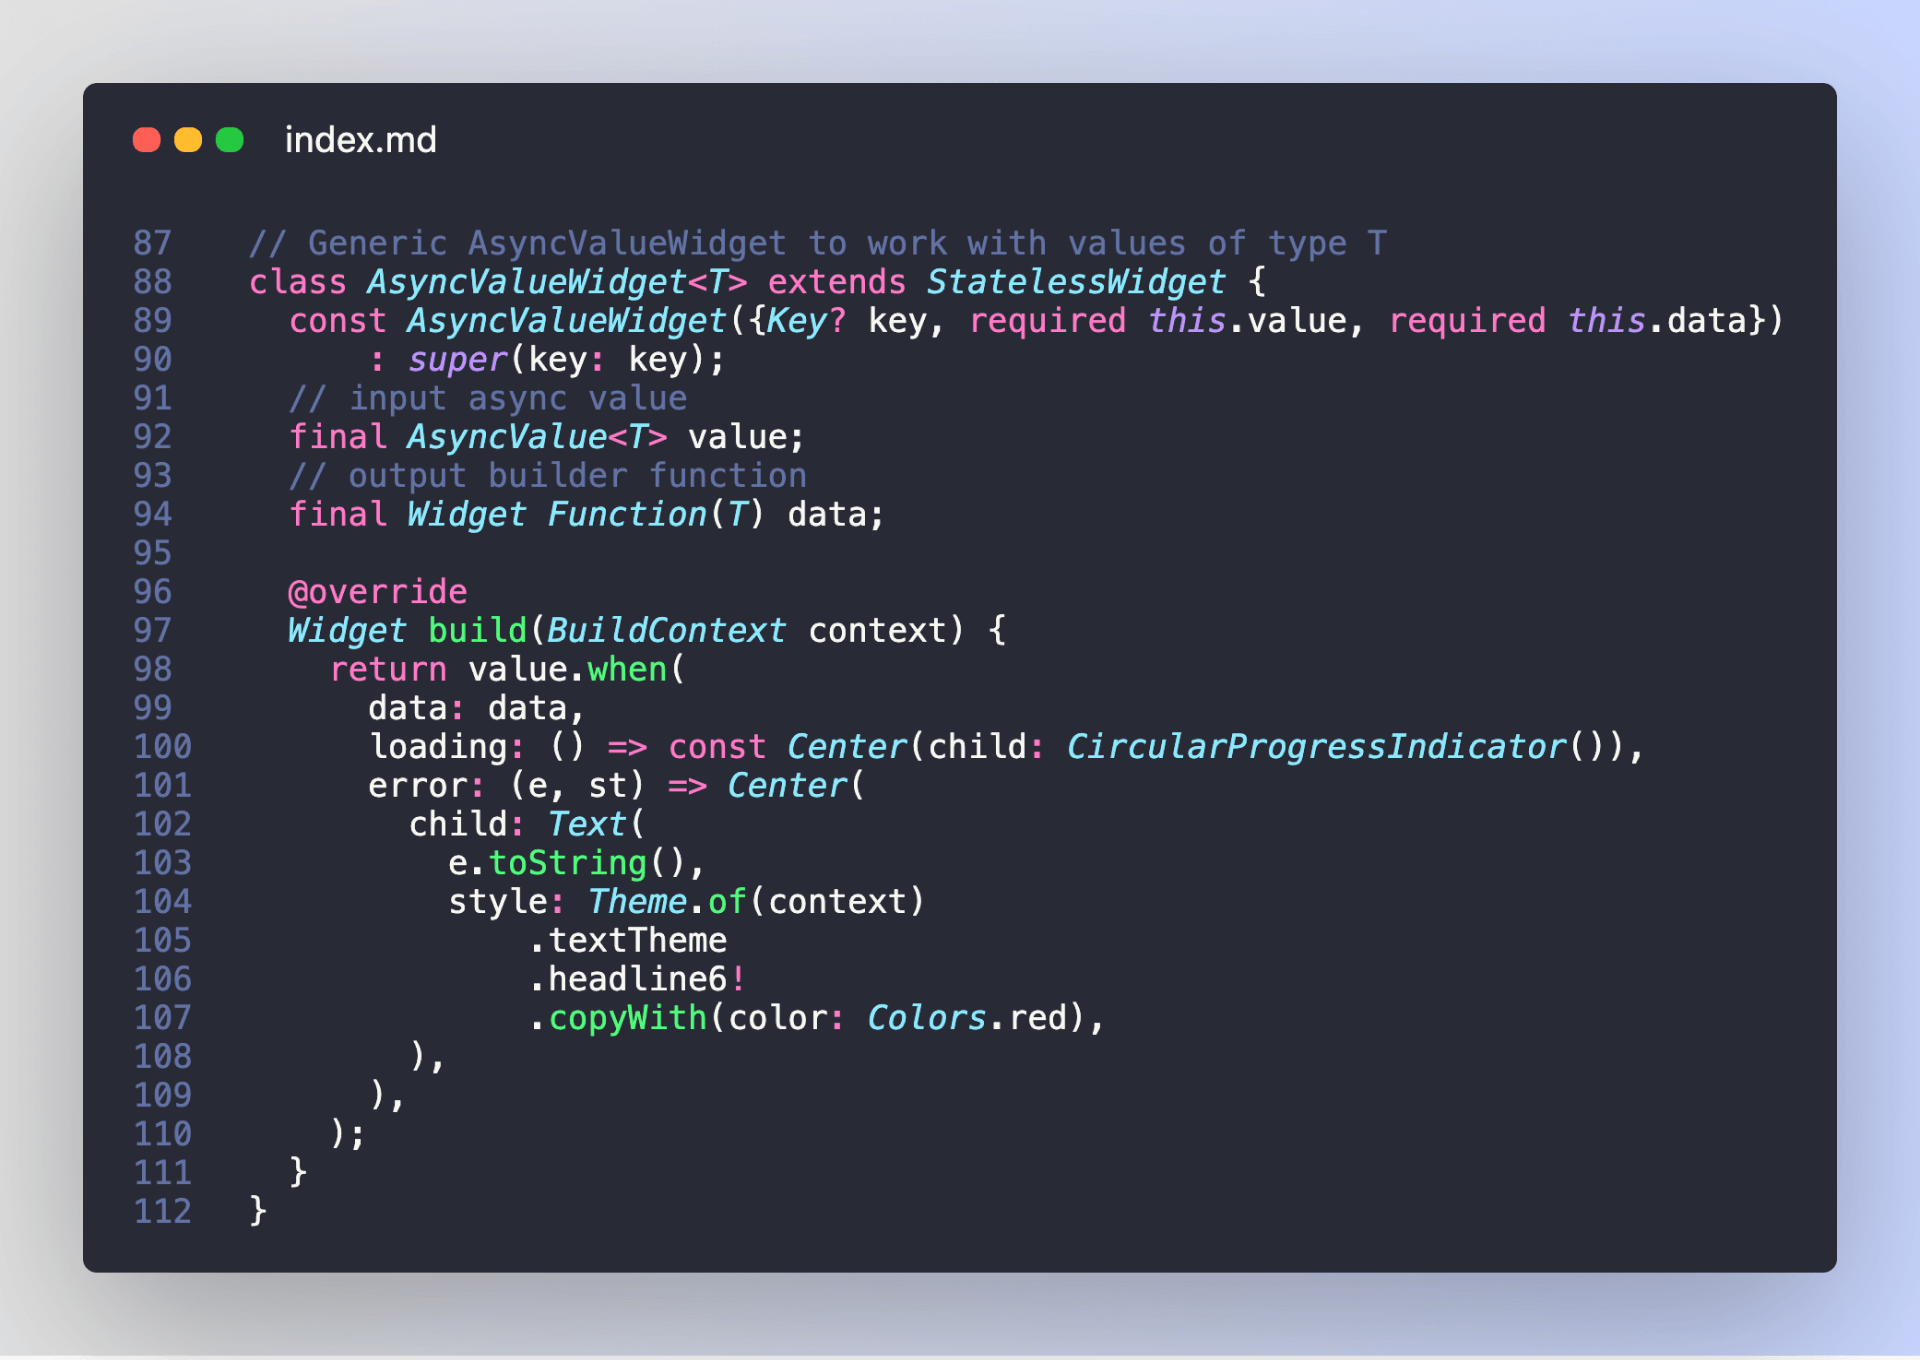 index.md
87 // Generic AsyncValueWidget to work with values of type T
88 class AsyncValueWidget<T> extends StatelessWidget {
89   const AsyncValueWidget({Key? key, required this.value, required this.data})
90       : super(key: key);
91   // input async value
92   final AsyncValue<T> value;
93   // output builder function
94   final Widget Function(T) data;
95
96   @override
97   Widget build(BuildContext context) {
98     return value.when(
99       data: data,
100       loading: () => const Center(child: CircularProgressIndicator()),
101       error: (e, st) => Center(
102         child: Text(
103           e.toString(),
104           style: Theme.of(context)
105               .textTheme
106               .headline6!
107               .copyWith(color: Colors.red),
108         ),
109       ),
110     );
111   }
112 }